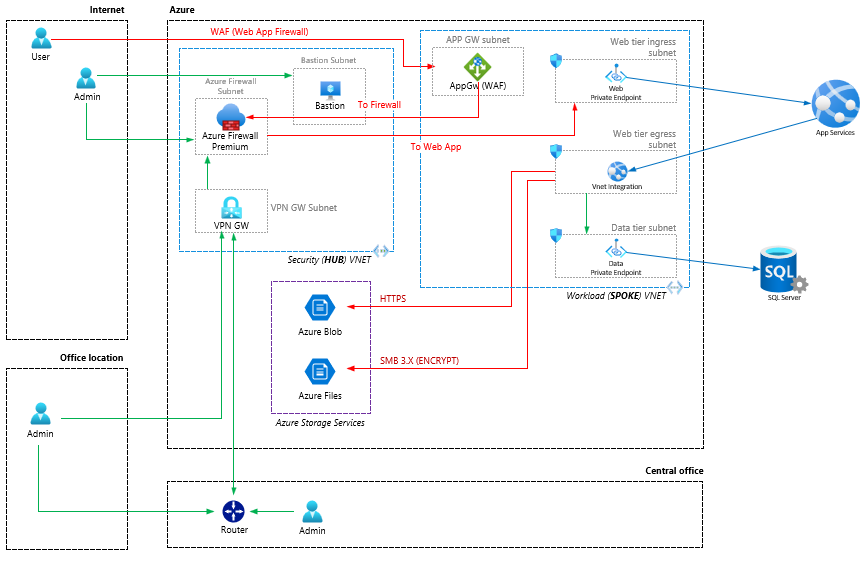 Internet
Azure
User
Admin
WAF (Web App Firewall)
Bastion Subnet
Azure Firewall
Subnet
Bastion
To Firewall
Azure Firewall
Premium
VPN GW Subnet
VPN GW
Security (HUB) VNET
APP GW subnet
AppGw (WAF)
To Web App
Web tier ingress
subnet
Web
Private Endpoint
Web tier egress
subnet
Vnet Integration
Data tier subnet
Data
Private Endpoint
Workload (SPOKE) VNET
App Services
SQL
SQL Server
HTTPS
Azure Blob
SMB 3.X (ENCRYPT)
Azure Files
Azure Storage Services
Office location
Admin
Central office
Router
Admin